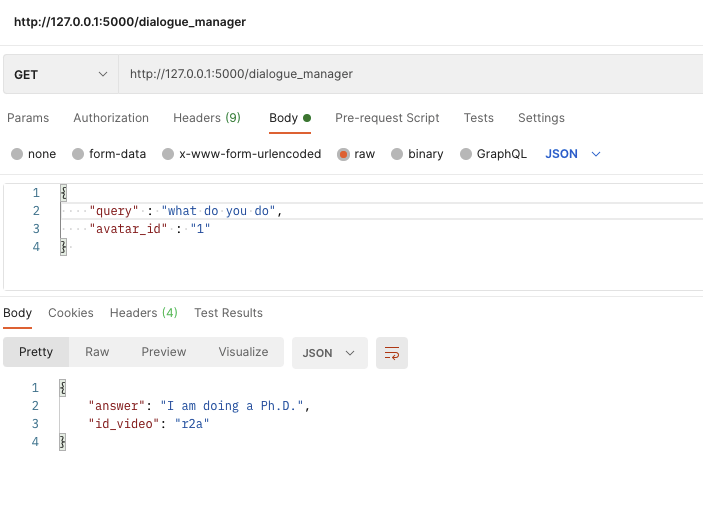 http://127.0.0.1:5000/dialogue_manager
GET http://127.0.0.1:5000/dialogue_manager
Params Authorization Headers (9) Body Pre-request Script Tests Settings
none form-data x-www-form-urlencoded raw binary GraphQL JSON
1 {
2 "query" : "what do you do",
3 "avatar_id" : "1"
4 }
Body Cookies Headers (4) Test Results
Pretty Raw Preview Visualize JSON
1 {
2 "answer": "I am doing a Ph.D.",
3 "id_video": "r2a"
4 }